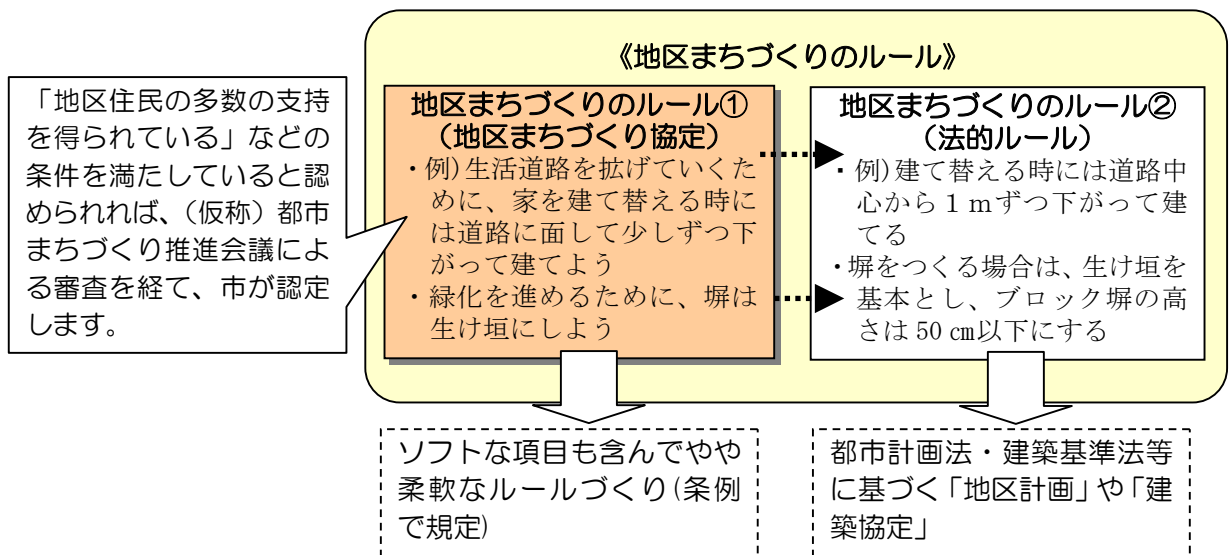 《地区まちづくりのルール》
「地区住民の多数の支持
を得られている」などの
条件を満たしていると認
められれば、（仮称）都市
まちづくり推進会議によ
る審査を経て、市が認定
します。
地区まちづくりのルール①
（地区まちづくり協定）
・例)生活道路を拡げていくた
めに、家を建て替える時に
は道路に面して少しずつ下
がって建てよう
・緑化を進めるために、塀は
生け垣にしよう
地区まちづくりのルール②
（法的ルール）
・例)建て替える時には道路中
心から１ｍずつ下がって建
てる
・塀をつくる場合は、生け垣を
基本とし、ブロック塀の高
さは 50 ㎝以下にする
ソフトな項目も含んでやや
柔軟なルールづくり(条例
で規定)
都市計画法・建築基準法等
に基づく「地区計画」や「建
築協定」